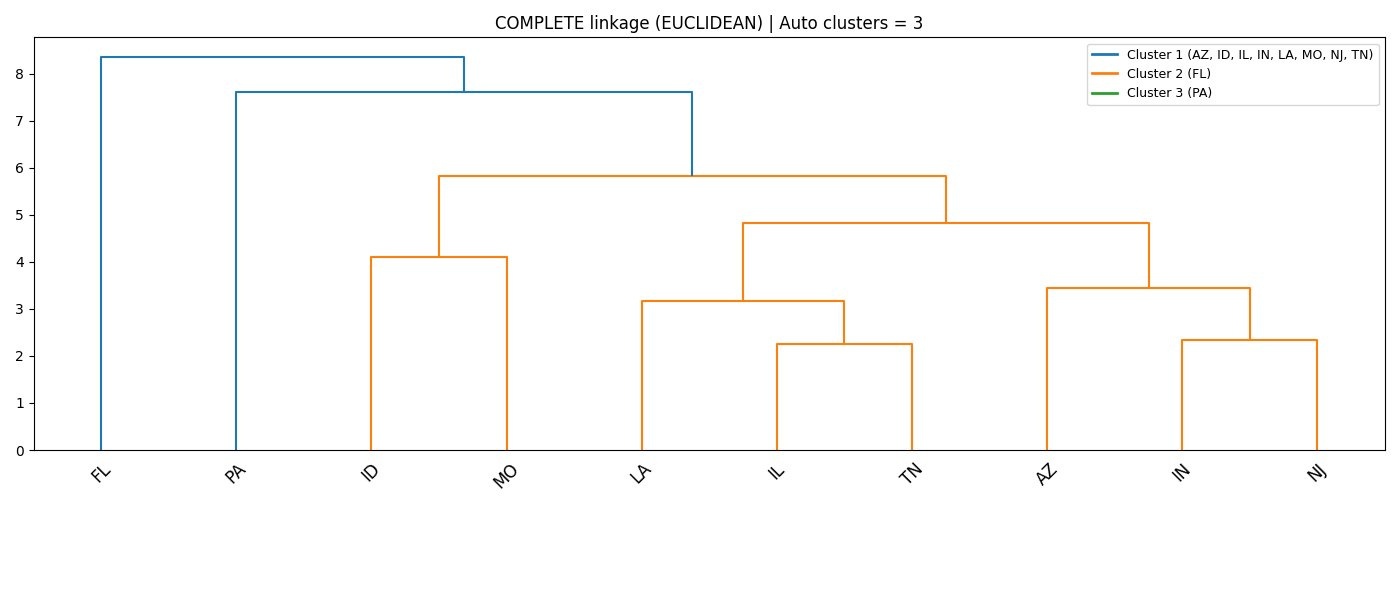 COMPLETE linkage (EUCLIDEAN) | Auto clusters = 3
Cluster 1 (AZ, ID, IL, IN, LA, MO, NJ, TN)
Cluster 2 (FL)
Cluster 3 (PA)
8
7
6
5
4
3
2
1
0
FL PA ID MO LA IL TN AZ IN NJ